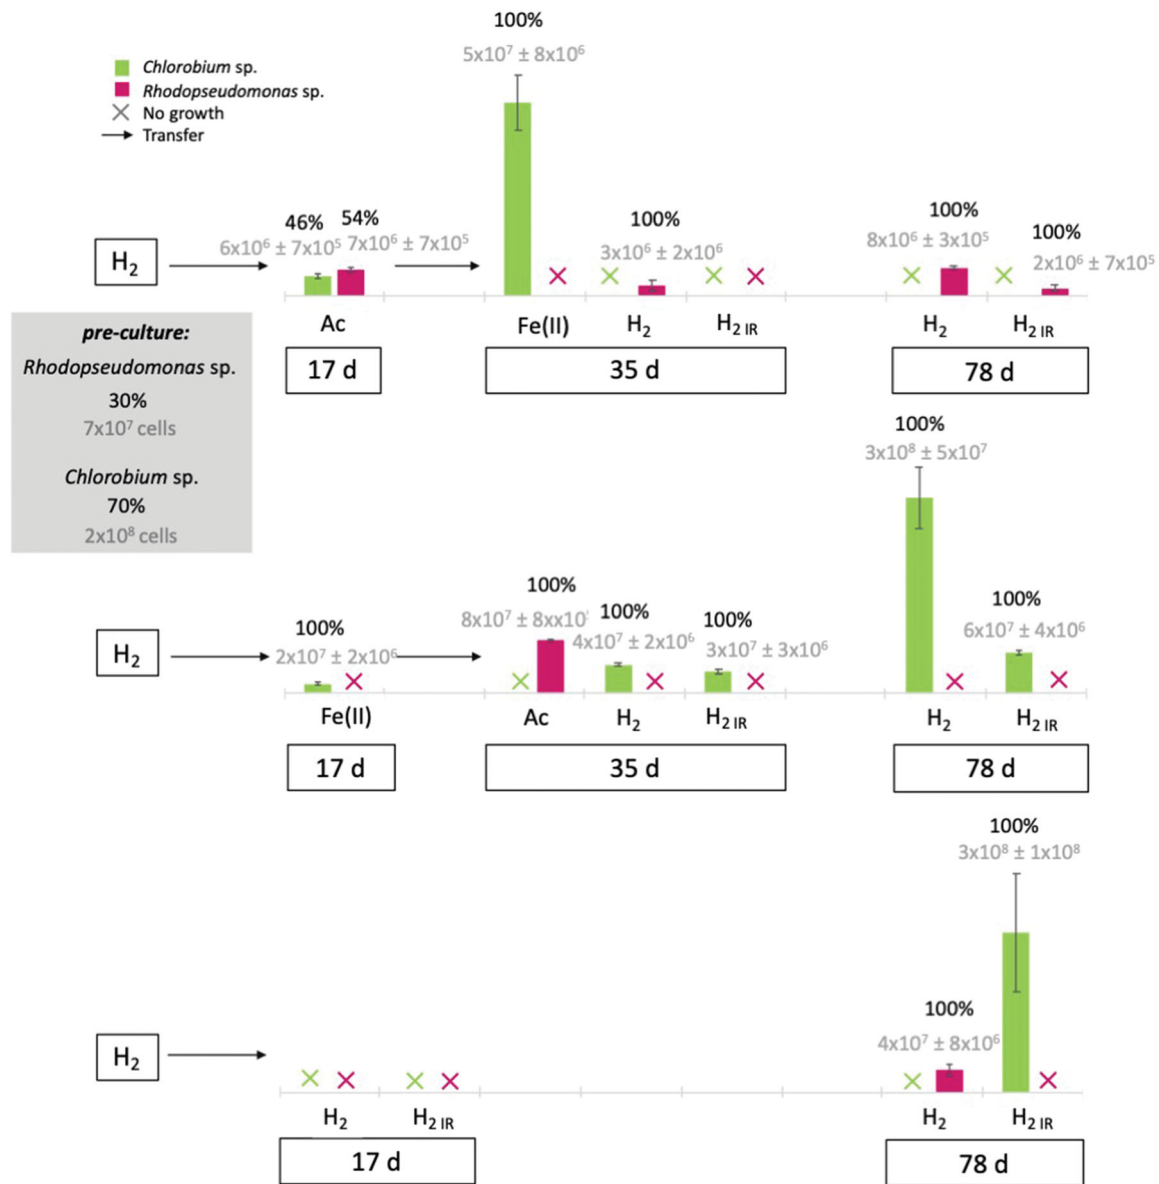 Chlorobium sp.
Rhodopseudomonas sp.
No growth
Transfer
100%
5x10⁷ ± 8x10⁶
46% 54%
6x10⁶ ± 7x10⁵ 7x10⁶ ± 7x10⁵
100%
3x10⁶ ± 2x10⁶
100%
8x10⁶ ± 3x10⁵
100%
2x10⁶ ± 7x10⁵
H₂
Ac Fe(II) H₂ H₂ IR H₂ H₂ IR
17 d 35 d 78 d
pre-culture:
Rhodopseudomonas sp.
30%
7x10⁷ cells
Chlorobium sp.
70%
2x10⁸ cells
100%
3x10⁸ ± 5x10⁷
H₂
100%
2x10⁷ ± 2x10⁶
100%
8x10⁷ ± 8xx10
100%
4x10⁷ ± 2x10⁶
100%
3x10⁷ ± 3x10⁶
100%
6x10⁷ ± 4x10⁶
Fe(II) Ac H₂ H₂ IR H₂ H₂ IR
17 d 35 d 78 d
100%
3x10⁸ ± 1x10⁸
H₂
100%
4x10⁷ ± 8x10⁶
H₂ H₂ IR H₂ H₂ IR
17 d 78 d